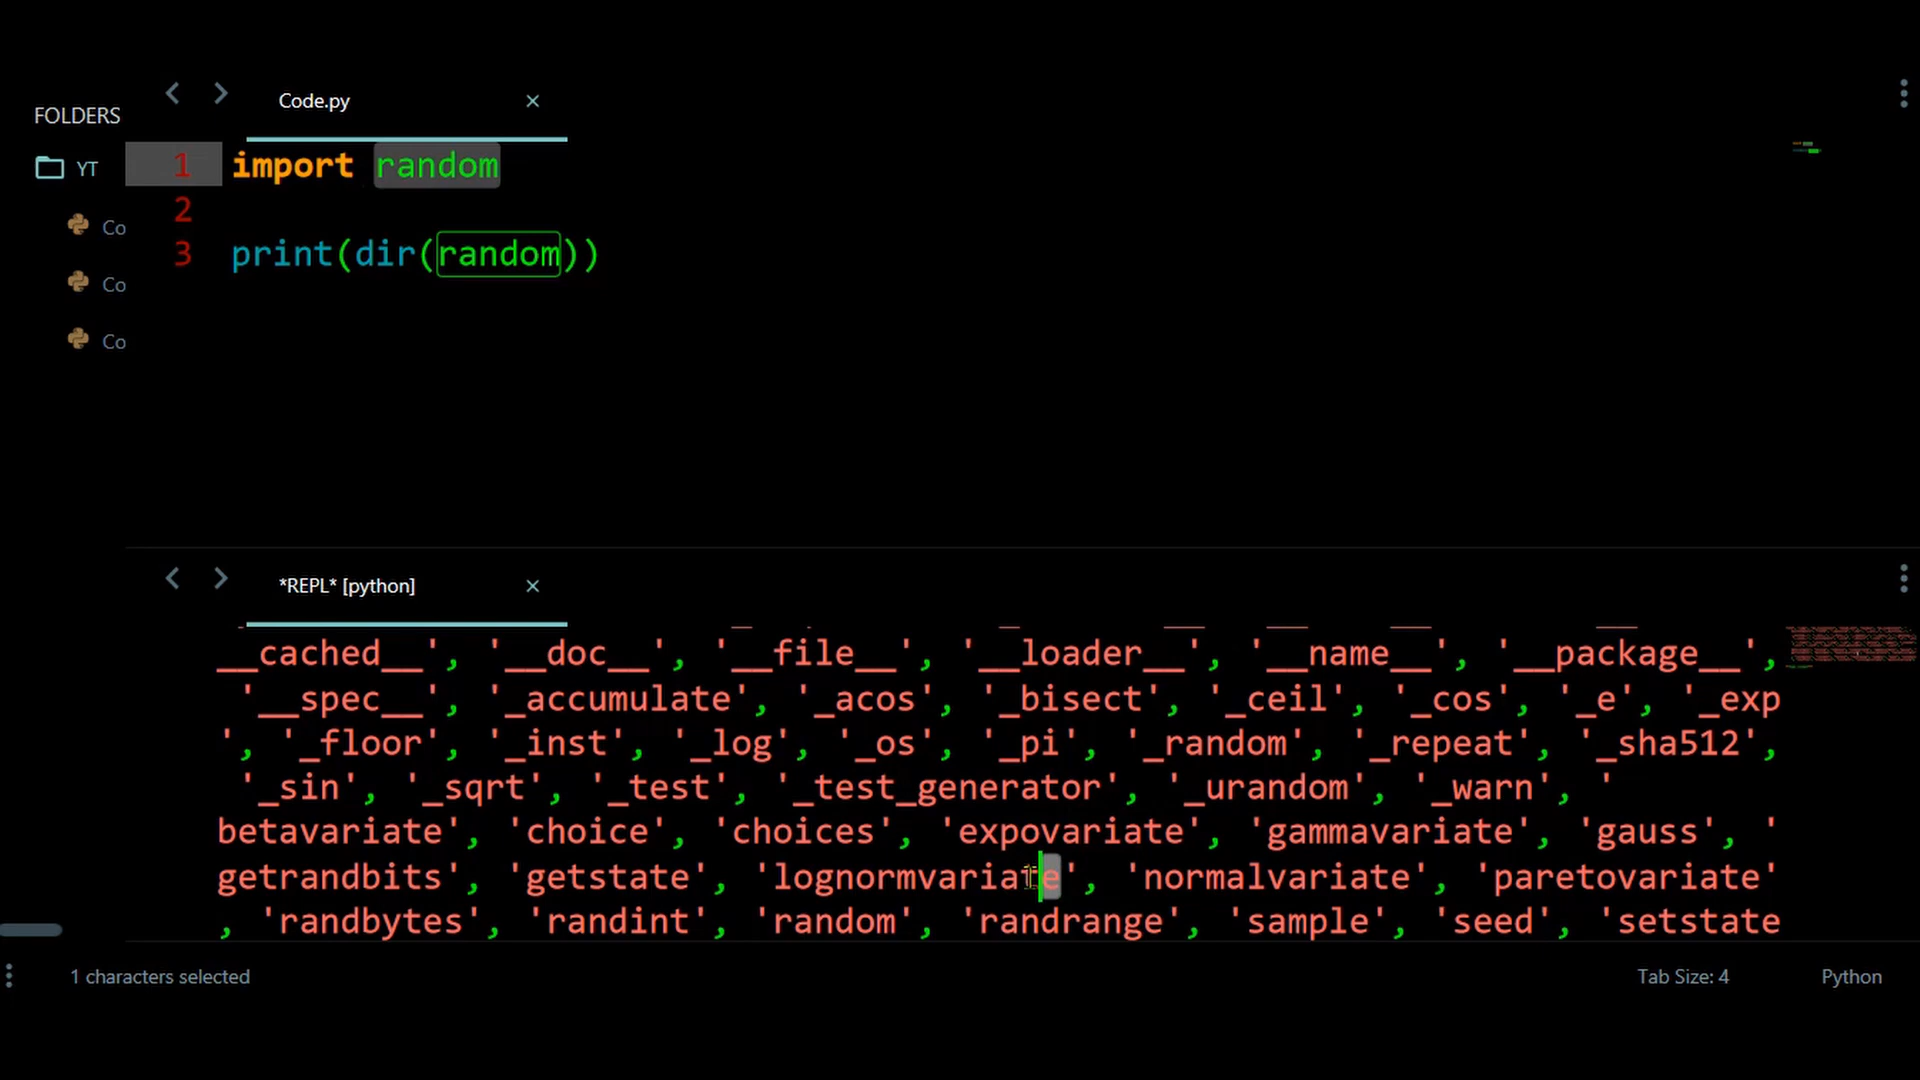 FOLDERS
YT
Co
Co
Co
Code.py
1 import random
2
3 print(dir(random))
*REPL* [python]
__cached__', '__doc__', '__file__', '__loader__', '__name__', '__package__',
'__spec__', '_accumulate', '_acos', '_bisect', '_ceil', '_cos', '_e', '_exp
', '_floor', '_inst', '_log', '_os', '_pi', '_random', '_repeat', '_sha512',
'_sin', '_sqrt', '_test', '_test_generator', '_urandom', '_warn', '
betavariate', 'choice', 'choices', 'expovariate', 'gammavariate', 'gauss', '
getrandbits', 'getstate', 'lognormvariate', 'normalvariate', 'paretovariate'
, 'randbytes', 'randint', 'random', 'randrange', 'sample', 'seed', 'setstate
1 characters selected
Tab Size: 4
Python